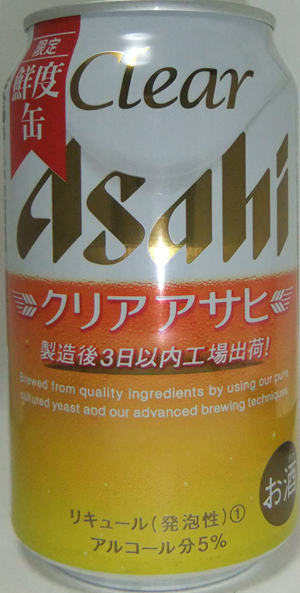 限定
鮮度
缶
Clear
Asahi
クリア アサヒ
製造後3日以内工場出荷!
Brewed from quality ingredients by using our pure
cultured yeast and our advanced brewing techniques.
お酒
リキュール(発泡性)①
アルコール分5%